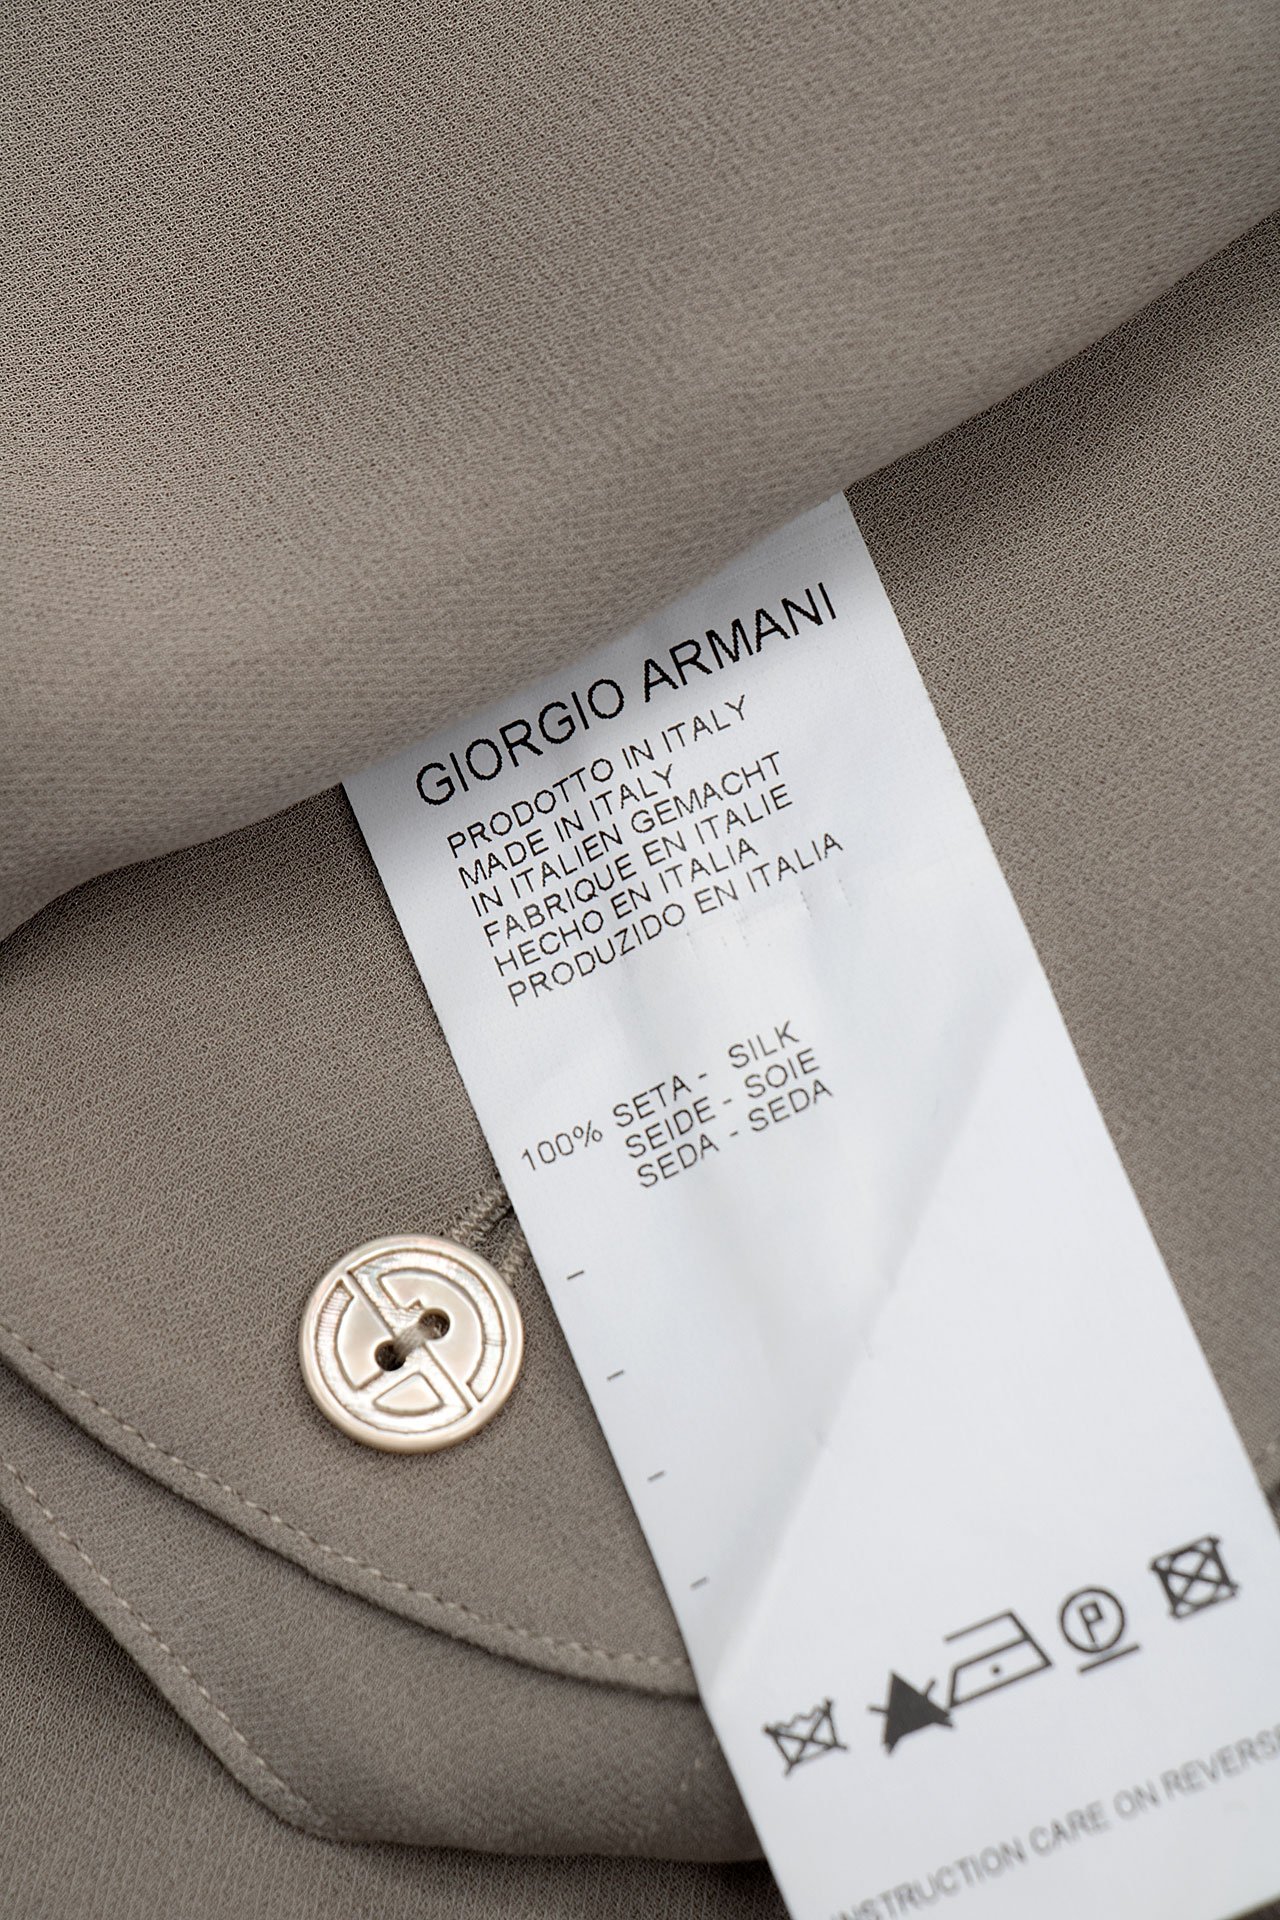 GIORGIO ARMANI
PRODOTTO IN ITALY
MADE IN ITALY
IN ITALIEN GEMACHT
FABRIQUE EN ITALIE
HECHO EN ITALIA
PRODUZIDO EN ITALIA
100% SETA - SILK
SEIDE - SOIE
SEDA - SEDA
P
INSTRUCTION CARE ON REVERS